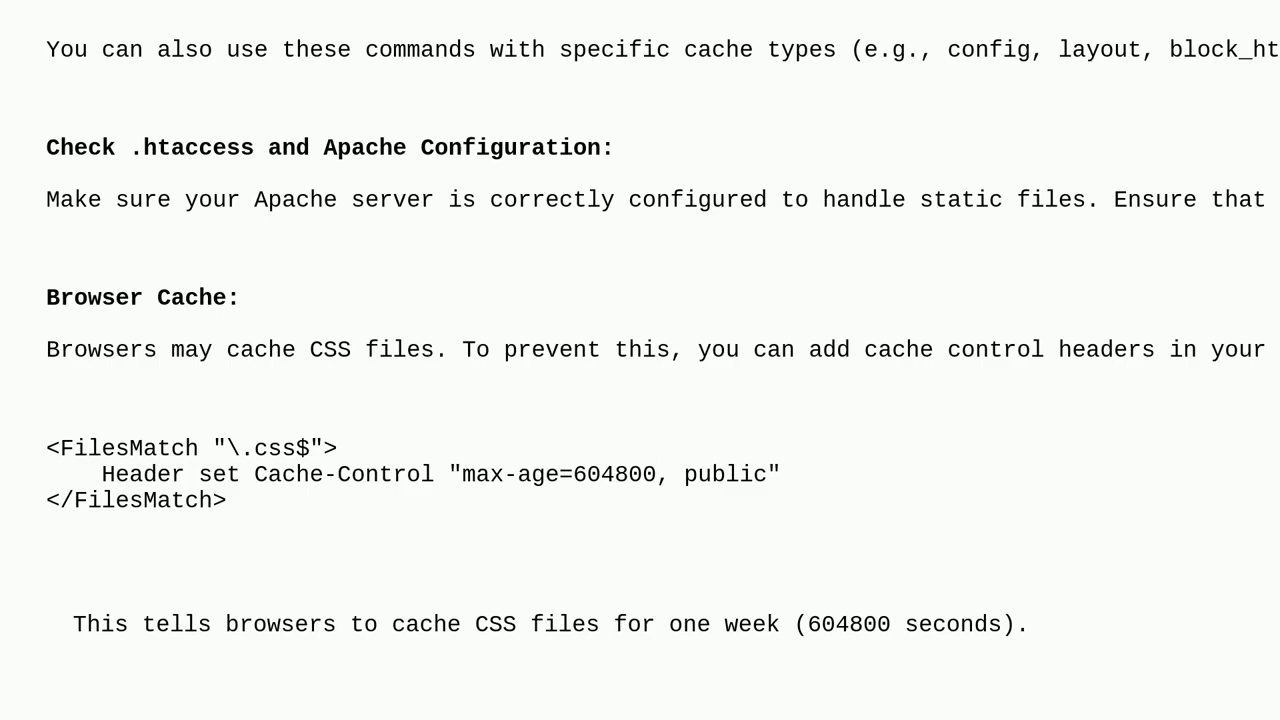 You can also use these commands with specific cache types (e.g., config, layout, block_ht
Check .htaccess and Apache Configuration:
Make sure your Apache server is correctly configured to handle static files. Ensure that
Browser Cache:
Browsers may cache CSS files. To prevent this, you can add cache control headers in your
<FilesMatch "\.css$">
    Header set Cache-Control "max-age=604800, public"
</FilesMatch>
This tells browsers to cache CSS files for one week (604800 seconds).